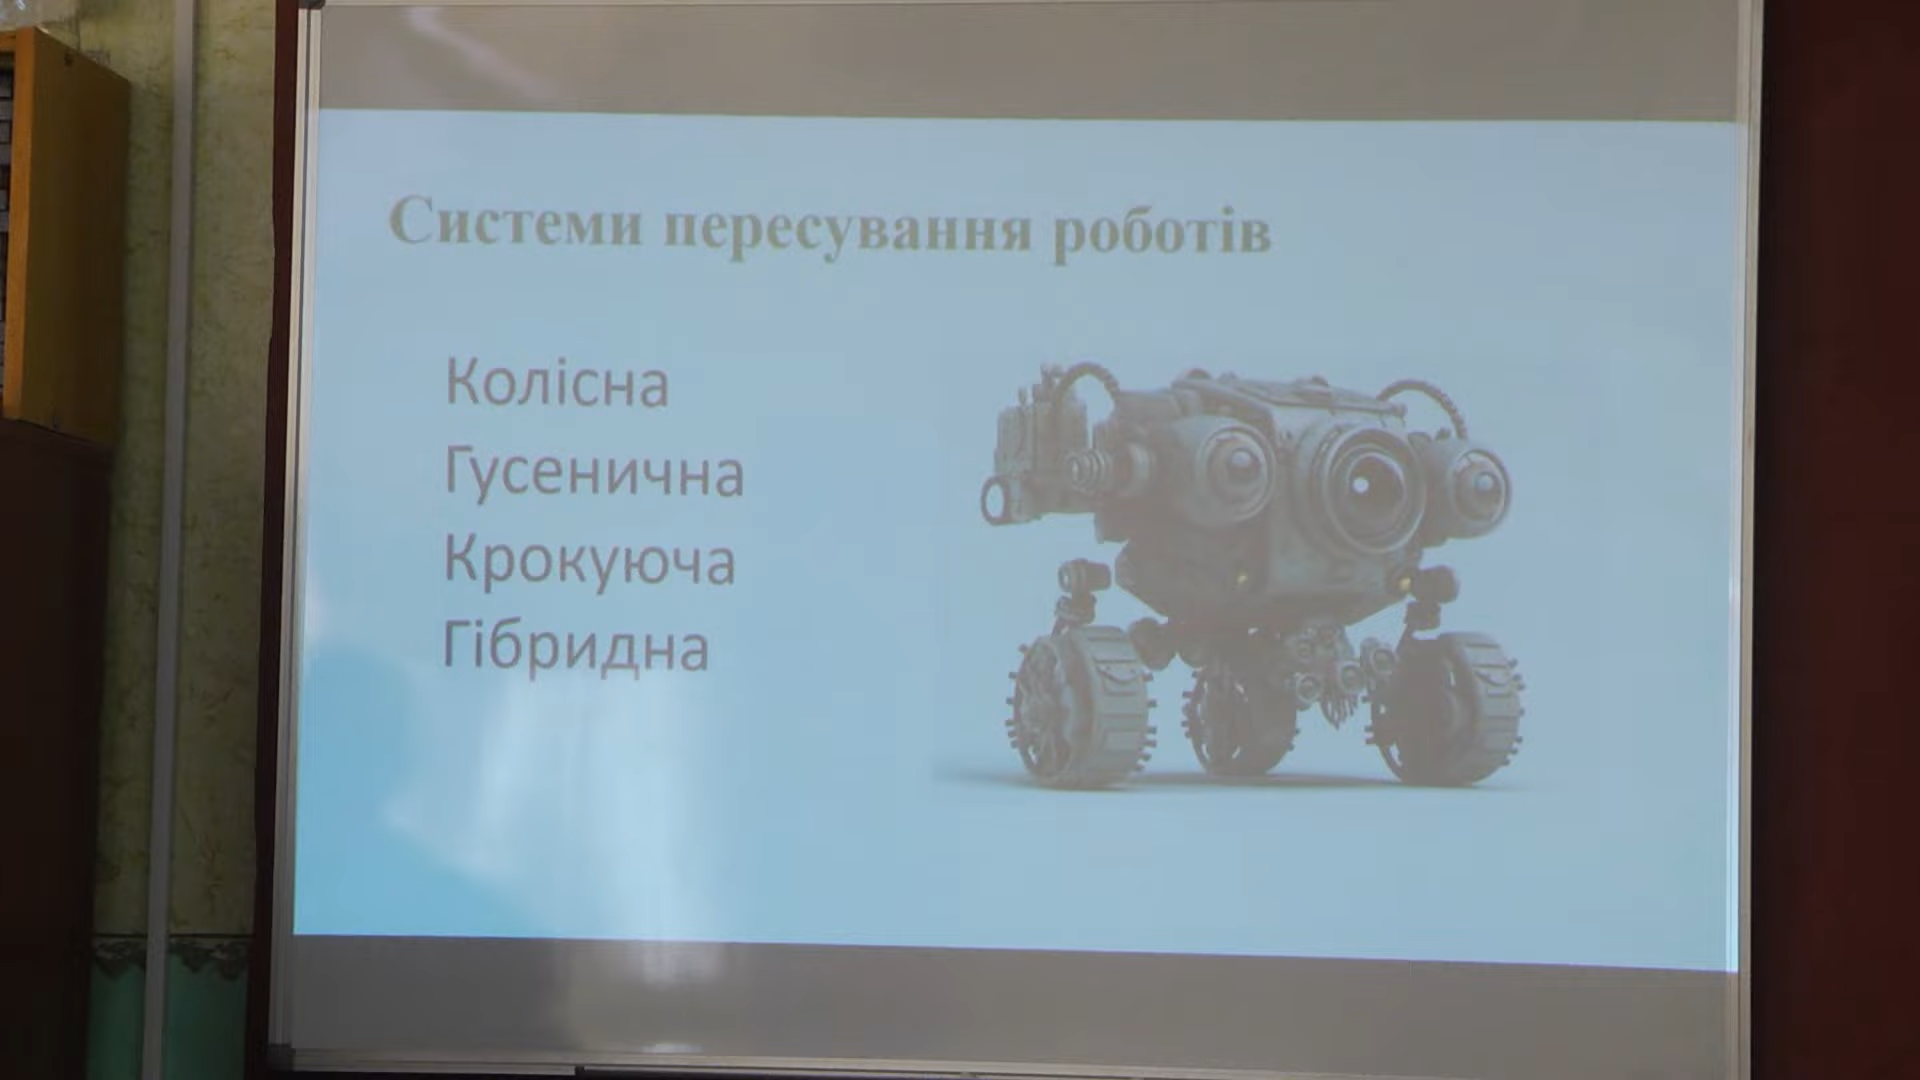 Системи пересування роботів
Колісна
Гусенична
Крокуюча
Гібридна